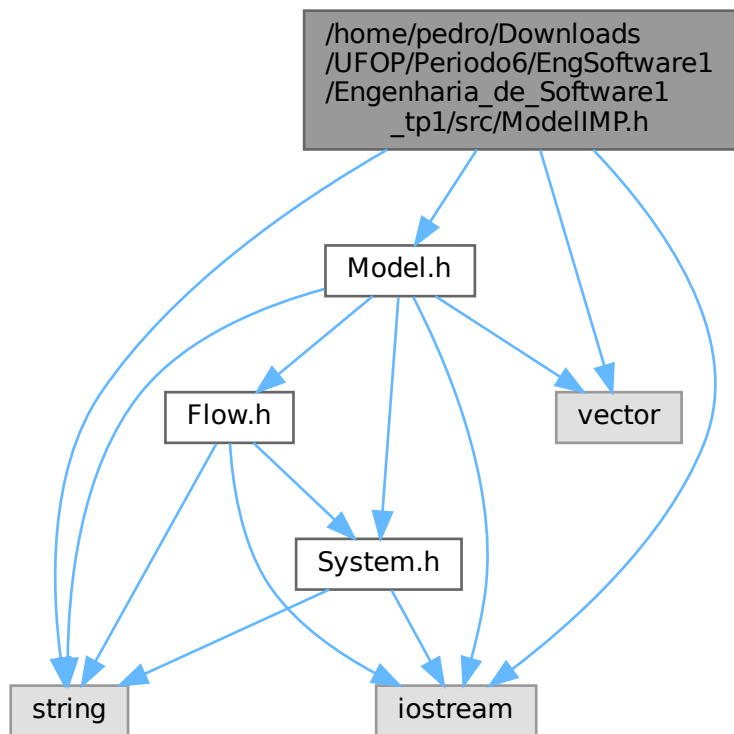 /home/pedro/Downloads
/UFOP/Periodo6/EngSoftware1
/Engenharia_de_Software1
_tp1/src/ModelIMP.h
Model.h
Flow.h
vector
System.h
string
iostream